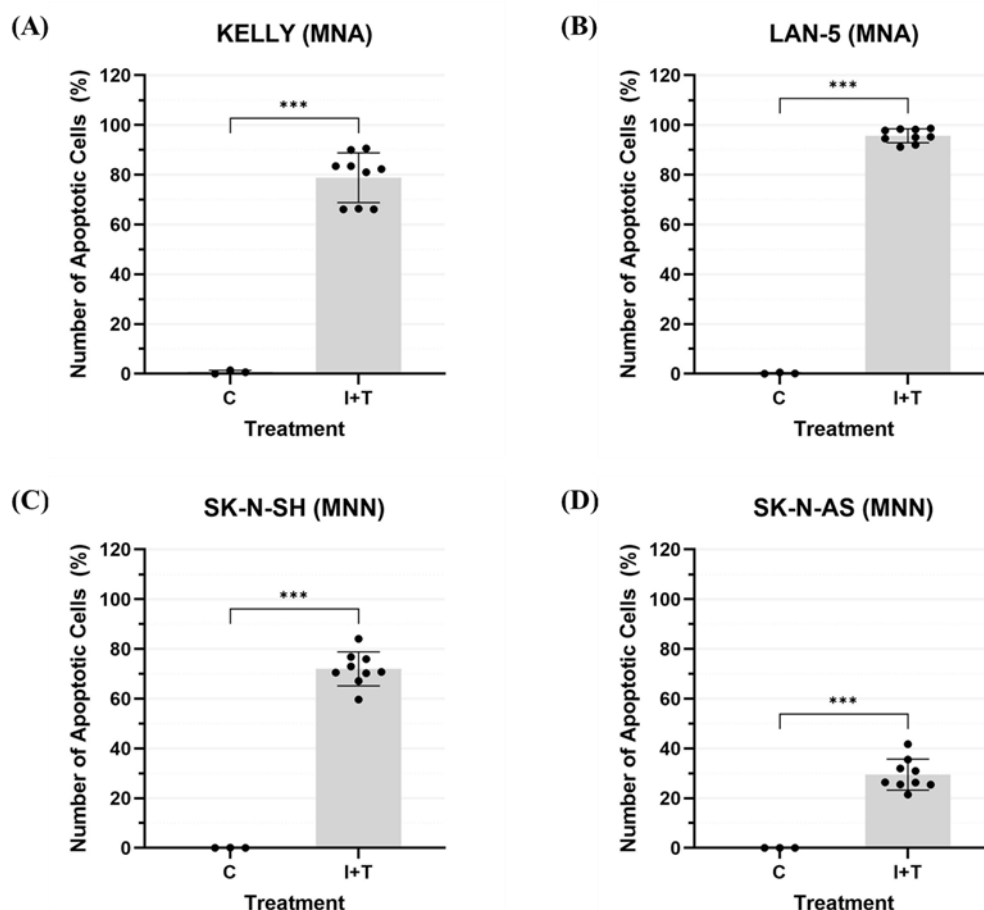 (A)
KELLY (MNA)
Number of Apoptotic Cells (%)
120
100
80
60
40
20
0
***
C
I+T
Treatment
(B)
LAN-5 (MNA)
Number of Apoptotic Cells (%)
120
100
80
60
40
20
0
***
C
I+T
Treatment
(C)
SK-N-SH (MNN)
Number of Apoptotic Cells (%)
120
100
80
60
40
20
0
***
C
I+T
Treatment
(D)
SK-N-AS (MNN)
Number of Apoptotic Cells (%)
120
100
80
60
40
20
0
***
C
I+T
Treatment